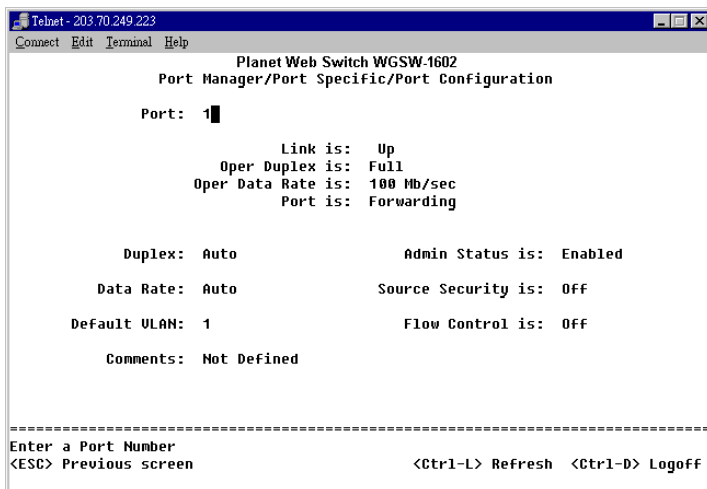 Telnet - 203.70.249.223
Connect Edit Terminal Help
Planet Web Switch WGSW-1602
Port Manager/Port Specific/Port Configuration
Port: 1
Link is: Up
Oper Duplex is: Full
Oper Data Rate is: 100 Mb/sec
Port is: Forwarding
Duplex: Auto Admin Status is: Enabled
Data Rate: Auto Source Security is: Off
Default VLAN: 1 Flow Control is: Off
Comments: Not Defined
================================================================================
Enter a Port Number
<ESC> Previous screen <Ctrl-L> Refresh <Ctrl-D> Logoff